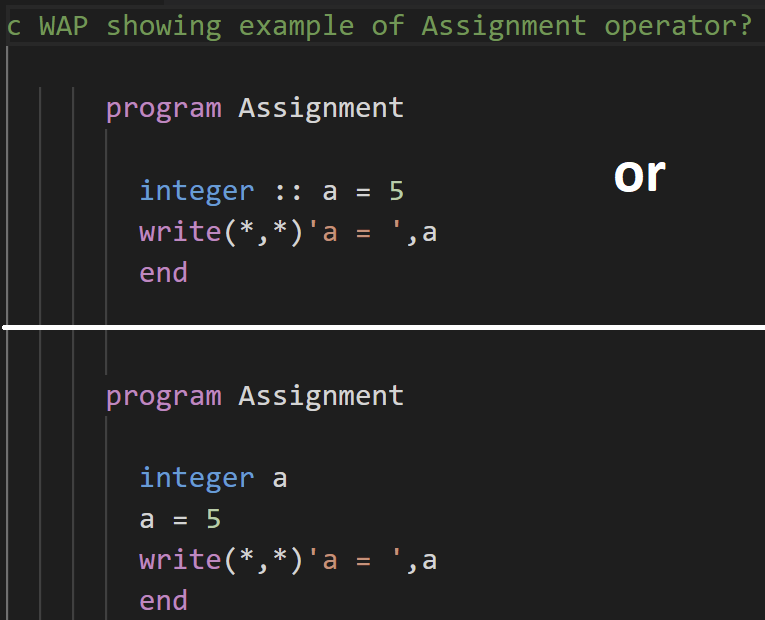 c WAP showing example of Assignment operator?
program Assignment
or
integer :: a = 5
write(*,*)'a = ',a
end
program Assignment
integer a
a = 5
write(*,*)'a = ',a
end